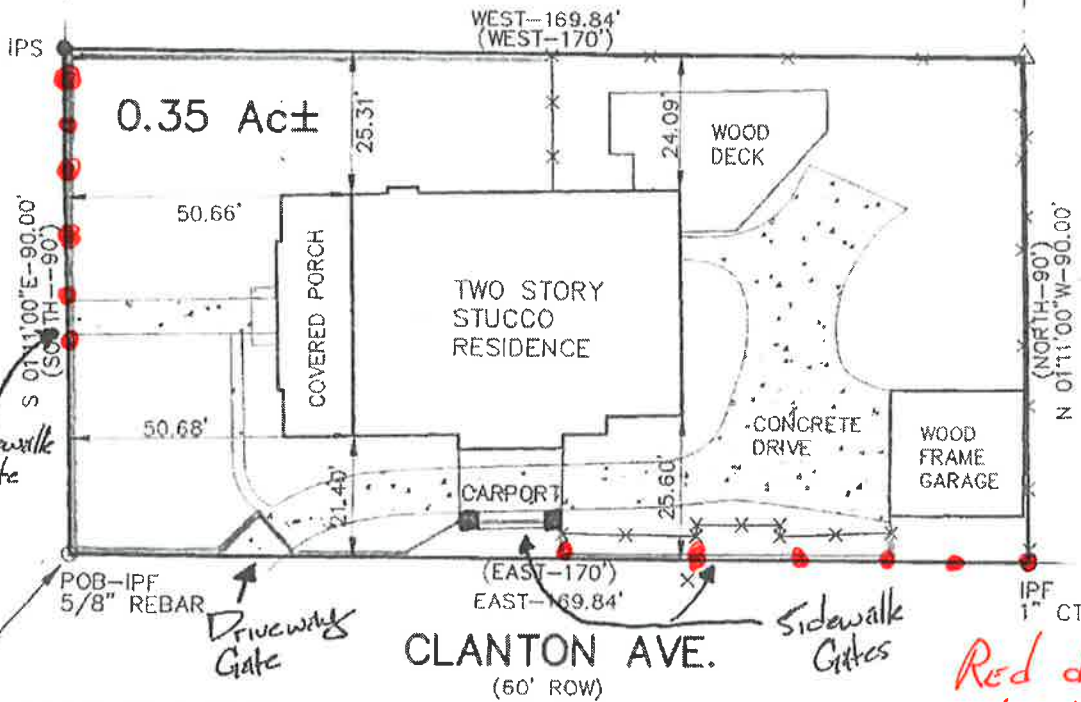 WEST-169.84'
(WEST-170')
IPS
0.35 Ac±
25.31'
24.09'
WOOD
DECK
50.66'
S 01°11'00"E-90.00'
(SOUTH-90')
COVERED PORCH
TWO STORY
STUCCO
RESIDENCE
(NORTH-90')
N 01°11'00"W-90.00'
50.68'
21.40'
25.60'
CONCRETE
DRIVE
WOOD
FRAME
GARAGE
CARPORT
POB-IPF
5/8" REBAR
Driveway
Gate
(EAST-170')
EAST-169.84'
CLANTON AVE.
(60' ROW)
Sidewalk
Gates
IPF
1" CT
Red